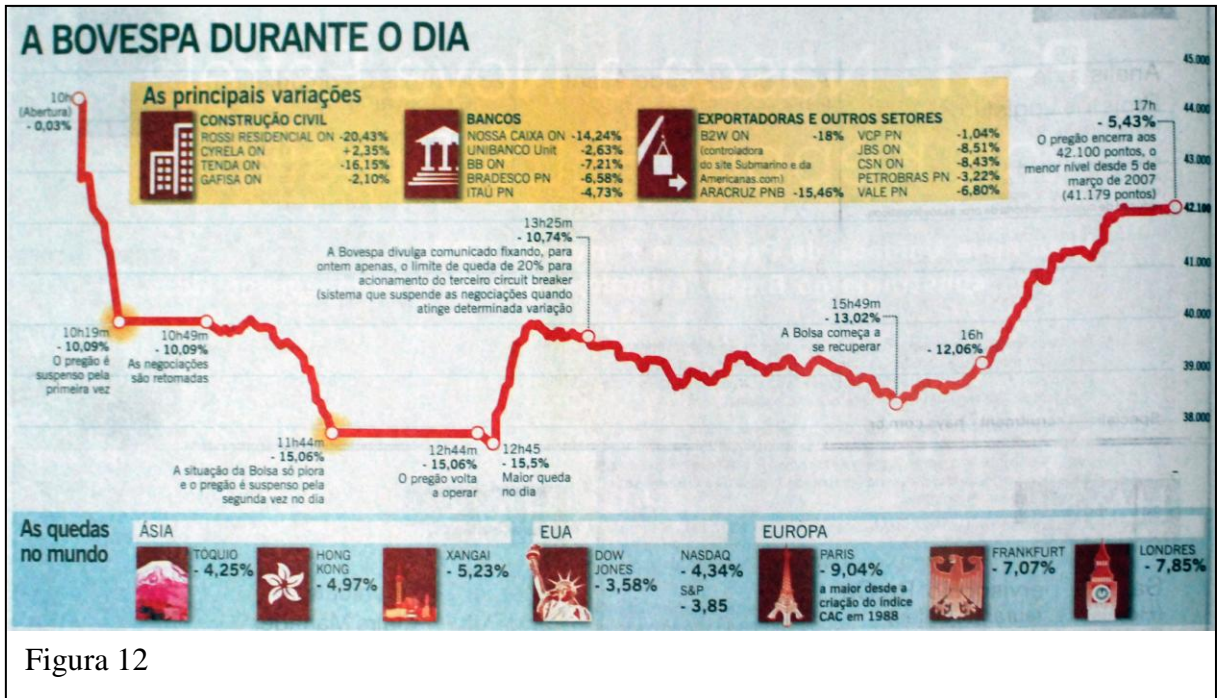 A BOVESPA DURANTE O DIA
10h
(Abertura)
- 0,03%
As principais variações
CONSTRUÇÃO CIVIL
ROSSI RESIDENCIAL ON -20,43%
CYRELA ON +2,35%
TENDA ON -16,15%
GAFISA ON -2,10%
BANCOS
NOSSA CAIXA ON -14,24%
UNIBANCO Unit -2,63%
BB ON -7,21%
BRADESCO PN -6,58%
ITAÚ PN -4,73%
EXPORTADORAS E OUTROS SETORES
B2W ON -18%
(controladora
do site Submarino e da
Americanas.com)
ARACRUZ PNB -15,46%
VCP PN -1,04%
JBS ON -8,51%
CSN ON -8,43%
PETROBRAS PN -3,22%
VALE PN -6,80%
17h
- 5,43%
O pregão encerra aos
42.100 pontos, o
menor nível desde 5 de
março de 2007
(41.179 pontos)
45.000
44.000
43.000
42.100
41.000
40.000
39.000
38.000
10h19m
- 10,09%
O pregão é
suspenso pela
primeira vez
10h49m
- 10,09%
As negociações
são retomadas
11h44m
- 15,06%
A situação da Bolsa só piora
e o pregão é suspenso pela
segunda vez no dia
12h44m
- 15,06%
O pregão volta
a operar
12h45
- 15,5%
Maior queda
no dia
13h25m
- 10,74%
A Bovespa divulga comunicado fixando, para
ontem apenas, o limite de queda de 20% para
acionamento do terceiro circuit breaker
(sistema que suspende as negociações quando
atinge determinada variação
15h49m
- 13,02%
A Bolsa começa a
se recuperar
16h
- 12,06%
As quedas
no mundo
ÁSIA
TÓQUIO
- 4,25%
HONG
KONG
- 4,97%
XANGAI
- 5,23%
EUA
DOW
JONES
- 3,58%
NASDAQ
- 4,34%
S&P
- 3,85
EUROPA
PARIS
- 9,04%
a maior desde a
criação do índice
CAC em 1988
FRANKFURT
- 7,07%
LONDRES
- 7,85%
Figura 12